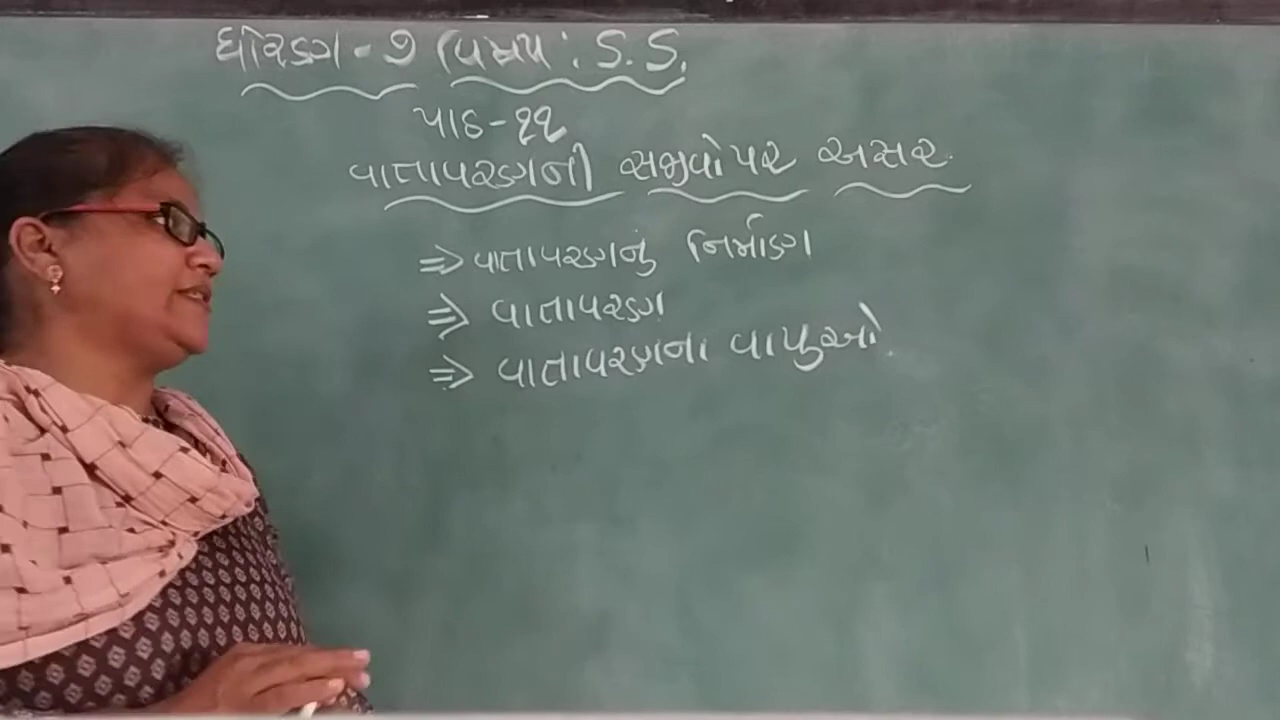 ધોરણ - ૭ વિષય : S. S.
પાઠ - ૧૧
વાતાવરણની સજીવો પર અસર
⇒ વાતાવરણનું નિર્માણ
⇒ વાતાવરણ
⇒ વાતાવરણના વાયુઓ.